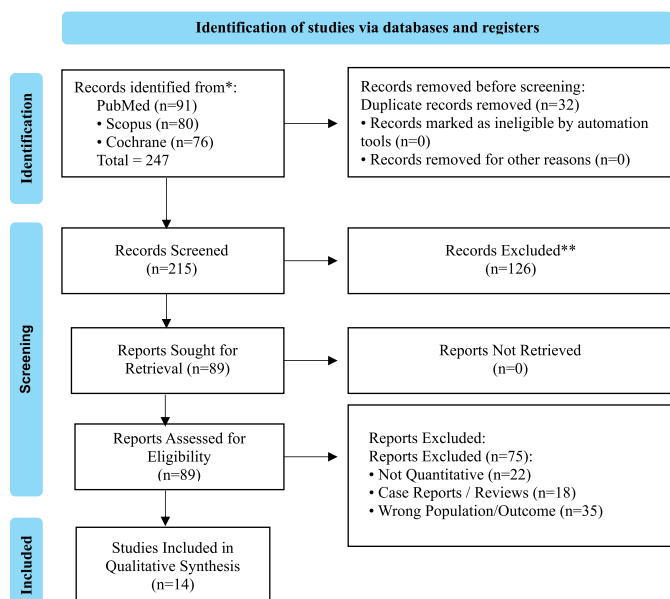 Identification of studies via databases and registers
Identification
Records identified from*:
PubMed (n=91)
• Scopus (n=80)
• Cochrane (n=76)
Total = 247
Records removed before screening:
Duplicate records removed (n=32)
• Records marked as ineligible by automation
tools (n=0)
• Records removed for other reasons (n=0)
Screening
Records Screened
(n=215)
Records Excluded**
(n=126)
Reports Sought for
Retrieval (n=89)
Reports Not Retrieved
(n=0)
Reports Assessed for
Eligibility
(n=89)
Reports Excluded:
Reports Excluded (n=75):
• Not Quantitative (n=22)
• Case Reports / Reviews (n=18)
• Wrong Population/Outcome (n=35)
Included
Studies Included in
Qualitative Synthesis
(n=14)